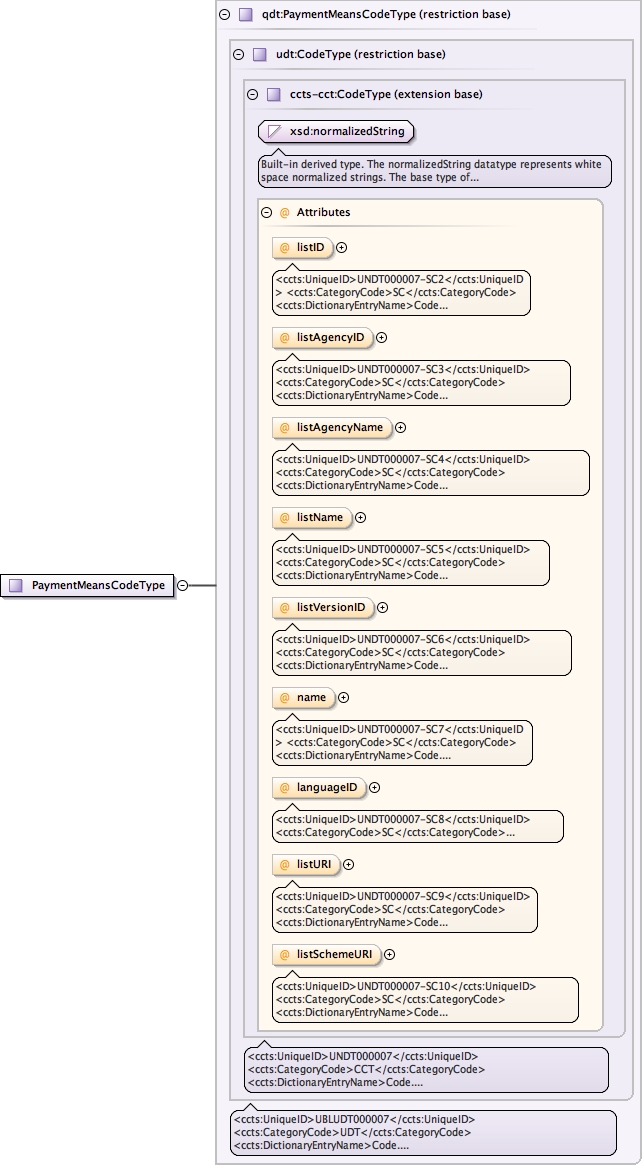 qdt:PaymentMeansCodeType (restriction base)
udt:CodeType (restriction base)
ccts-cct:CodeType (extension base)
xsd:normalizedString
Built-in derived type. The normalizedString datatype represents white
space normalized strings. The base type of...
@ Attributes
@ listID
<ccts:UniqueID>UNDT000007-SC2</ccts:UniqueID
> <ccts:CategoryCode>SC</ccts:CategoryCode>
<ccts:DictionaryEntryName>Code...
@ listAgencyID
<ccts:UniqueID>UNDT000007-SC3</ccts:UniqueID>
<ccts:CategoryCode>SC</ccts:CategoryCode>
<ccts:DictionaryEntryName>Code...
@ listAgencyName
<ccts:UniqueID>UNDT000007-SC4</ccts:UniqueID>
<ccts:CategoryCode>SC</ccts:CategoryCode>
<ccts:DictionaryEntryName>Code...
@ listName
<ccts:UniqueID>UNDT000007-SC5</ccts:UniqueID>
<ccts:CategoryCode>SC</ccts:CategoryCode>
<ccts:DictionaryEntryName>Code...
PaymentMeansCodeType
@ listVersionID
<ccts:UniqueID>UNDT000007-SC6</ccts:UniqueID>
<ccts:CategoryCode>SC</ccts:CategoryCode>
<ccts:DictionaryEntryName>Code...
@ name
<ccts:UniqueID>UNDT000007-SC7</ccts:UniqueID
> <ccts:CategoryCode>SC</ccts:CategoryCode>
<ccts:DictionaryEntryName>Code....
@ languageID
<ccts:UniqueID>UNDT000007-SC8</ccts:UniqueID>
<ccts:CategoryCode>SC</ccts:CategoryCode>...
@ listURI
<ccts:UniqueID>UNDT000007-SC9</ccts:UniqueID>
<ccts:CategoryCode>SC</ccts:CategoryCode>
<ccts:DictionaryEntryName>Code...
@ listSchemeURI
<ccts:UniqueID>UNDT000007-SC10</ccts:UniqueID>
<ccts:CategoryCode>SC</ccts:CategoryCode>
<ccts:DictionaryEntryName>Code...
<ccts:UniqueID>UNDT000007</ccts:UniqueID>
<ccts:CategoryCode>CCT</ccts:CategoryCode>
<ccts:DictionaryEntryName>Code....
<ccts:UniqueID>UBLUDT000007</ccts:UniqueID>
<ccts:CategoryCode>UDT</ccts:CategoryCode>
<ccts:DictionaryEntryName>Code....